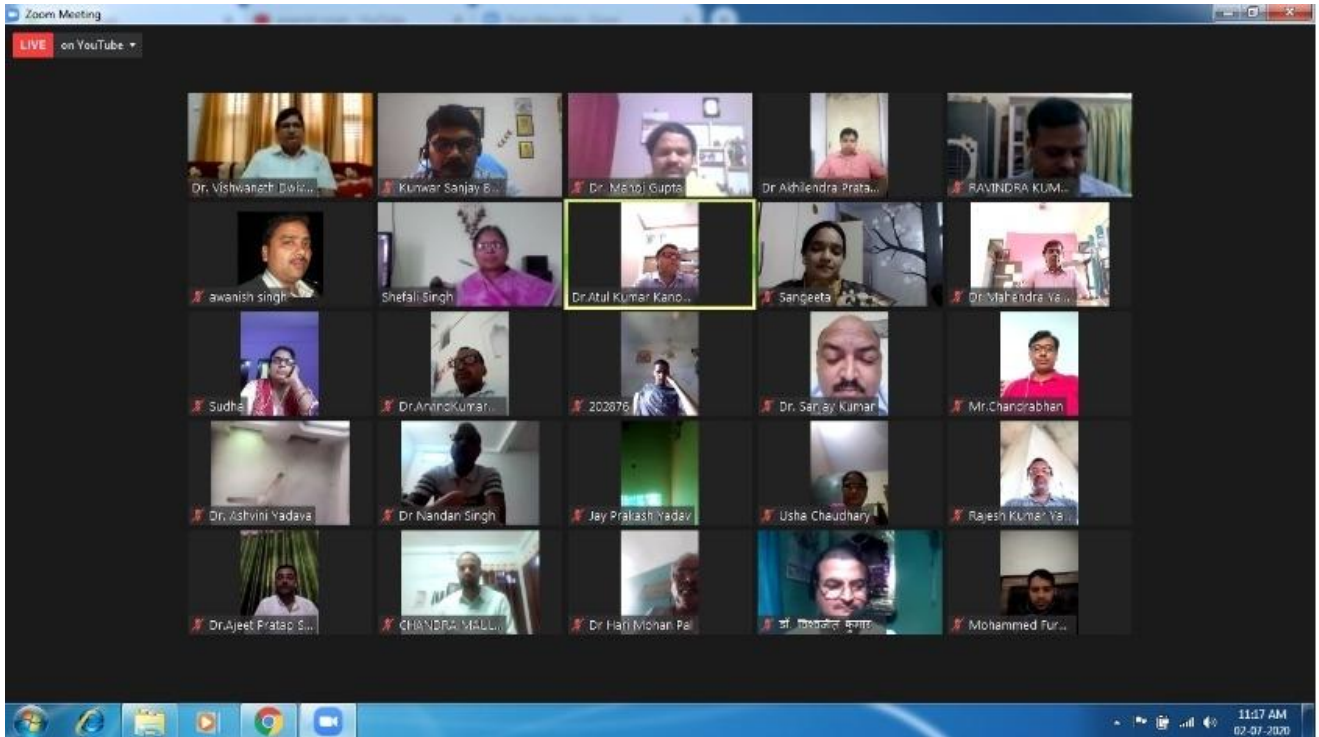 Zoom Meeting
LIVE on YouTube
Dr. Vishwanath Dwiv...
Kunwar Sanjay B...
Dr. Manoj Gupta
Dr Akhilendra Prata...
RAVINDRA KUM...
awanish singh
Shefali Singh
Dr.Atul Kumar Kano...
Sangeeta
Dr Mahendra Ya...
Sudha
Dr.ArvindKumar...
202876
Dr. Sanjay Kumar
Mr.Chandrabhan
Dr. Ashvini Yadava
Dr Nandan Singh
Jay Prakash Yadav
Usha Chaudhary
Rajesh Kumar Ya...
Dr.Ajeet Pratap S...
CHANDRA MALL...
Dr Hari Mohan Pal
डॉ. विश्वजीत कुमार
Mohammed Fur...
11:17 AM
02-07-2020